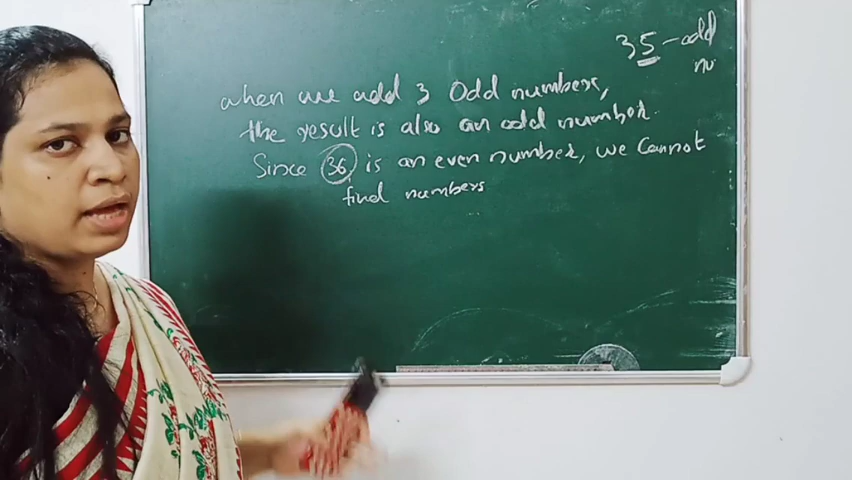 35 - odd
no
when we add 3 odd numbers,
the result is also an odd number.
Since 36 is an even number, we cannot
find numbers